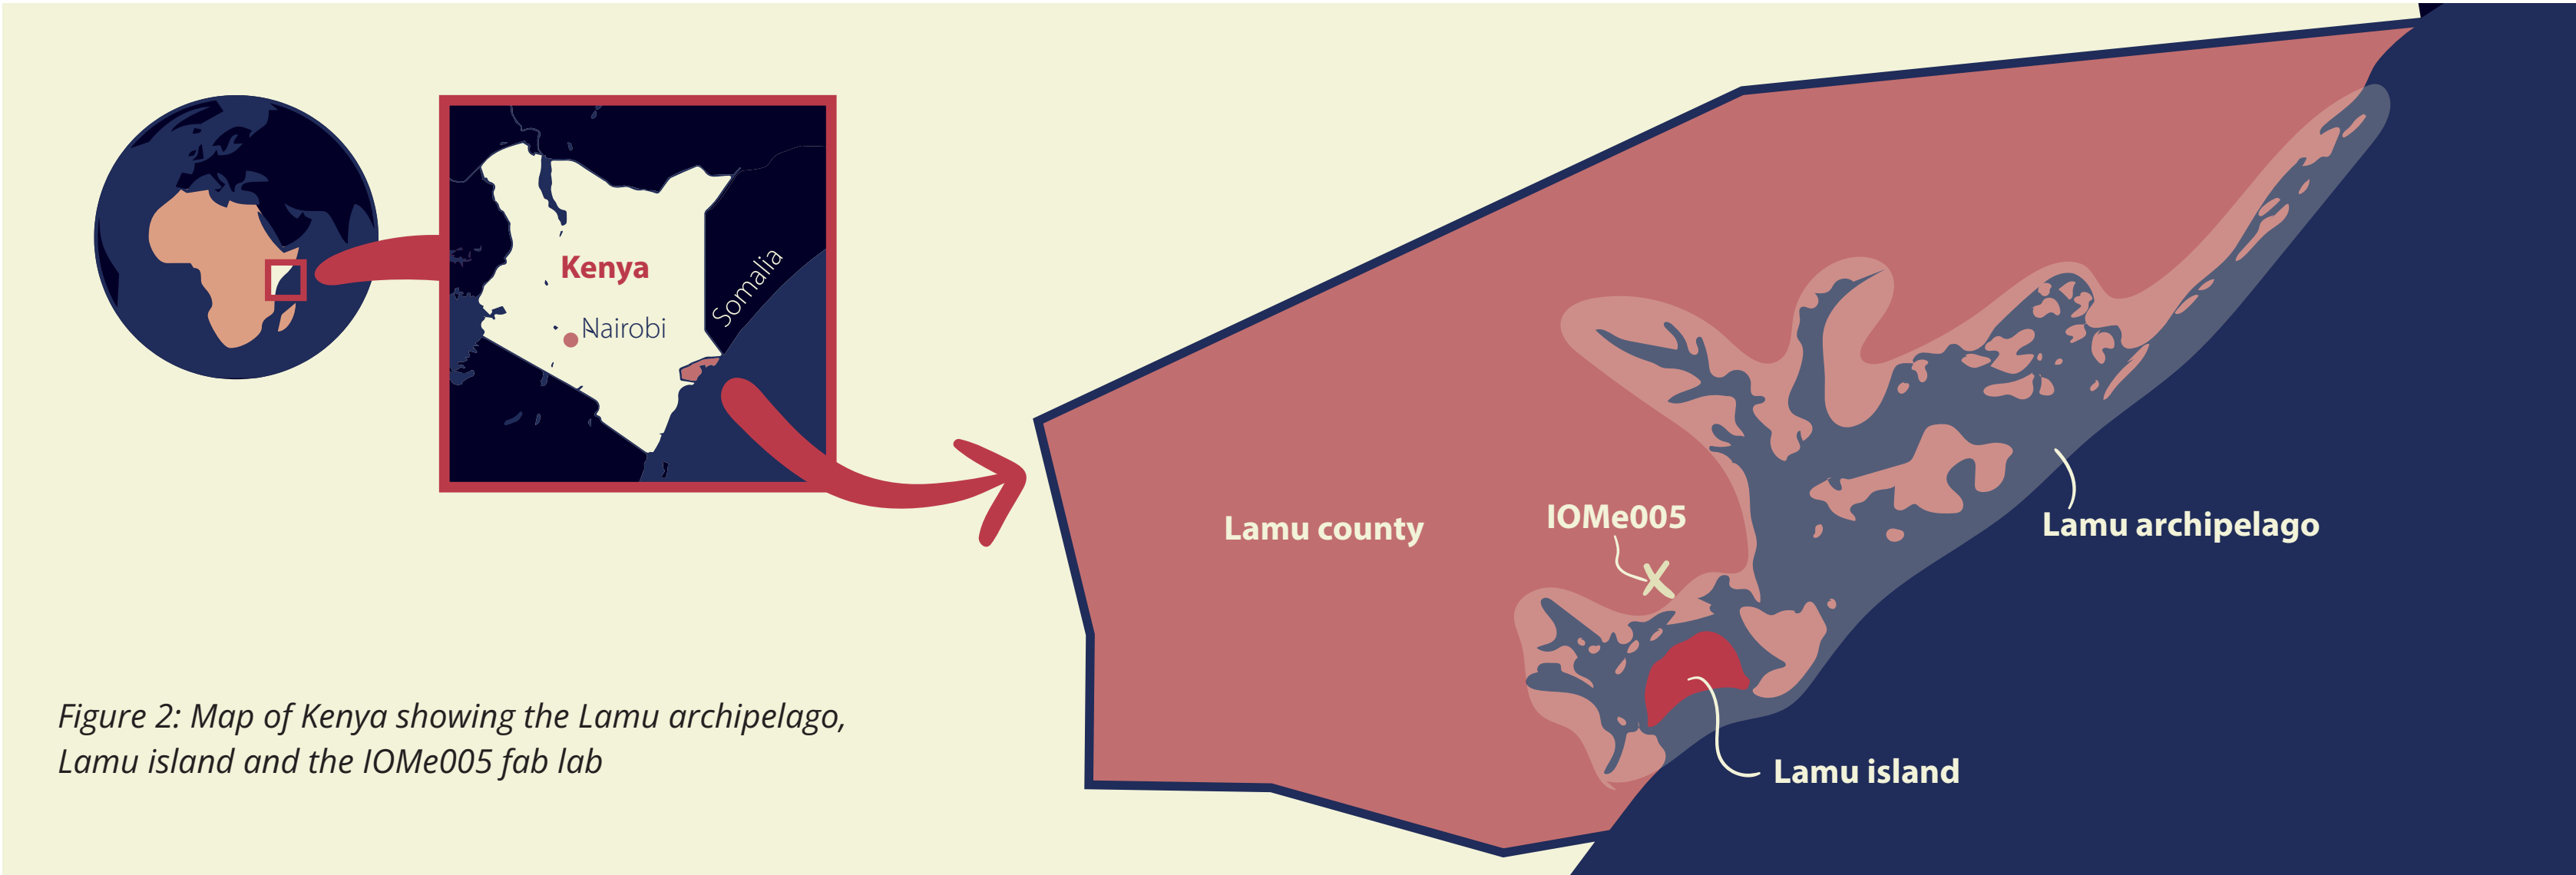 Kenya
Nairobi
Somalia
Lamu county
IOMe005
Lamu archipelago
Lamu island
Figure 2: Map of Kenya showing the Lamu archipelago,
Lamu island and the IOMe005 fab lab